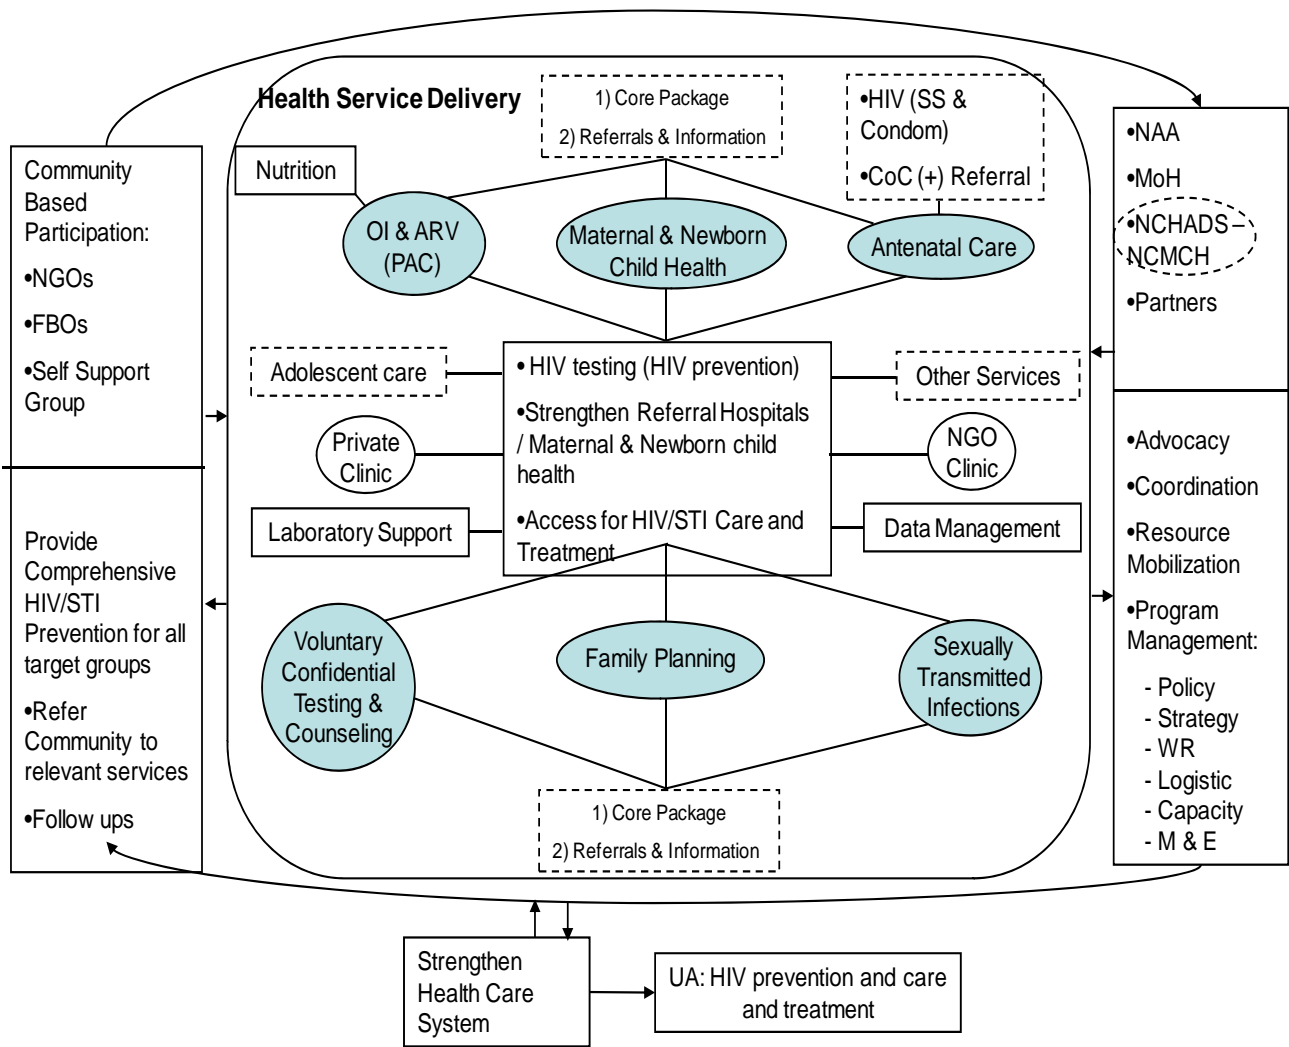 Health Service Delivery
1) Core Package
2) Referrals & Information
•HIV (SS &
Condom)
•CoC (+) Referral
Community
Based
Participation:
•NGOs
•FBOs
•Self Support
Group
Provide
Comprehensive
HIV/STI
Prevention for all
target groups
•Refer
Community to
relevant services
•Follow ups
Nutrition
OI & ARV
(PAC)
Maternal & Newborn
Child Health
Antenatal Care
Adolescent care
Private
Clinic
Laboratory Support
• HIV testing (HIV prevention)
•Strengthen Referral Hospitals
/ Maternal & Newborn child
health
•Access for HIV/STI Care and
Treatment
Other Services
NGO
Clinic
Data Management
Voluntary
Confidential
Testing &
Counseling
Family Planning
Sexually
Transmitted
Infections
1) Core Package
2) Referrals & Information
•NAA
•MoH
•NCHADS –
NCMCH
•Partners
•Advocacy
•Coordination
•Resource
Mobilization
•Program
Management:
- Policy
- Strategy
- WR
- Logistic
- Capacity
- M & E
Strengthen
Health Care
System
UA: HIV prevention and care
and treatment